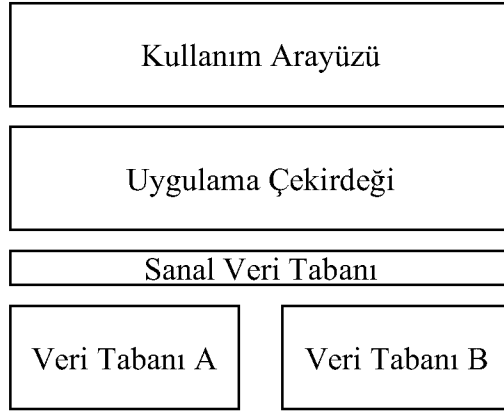 Kullanım Arayüzü
Uygulama Çekirdeği
Sanal Veri Tabanı
Veri Tabanı A
Veri Tabanı B